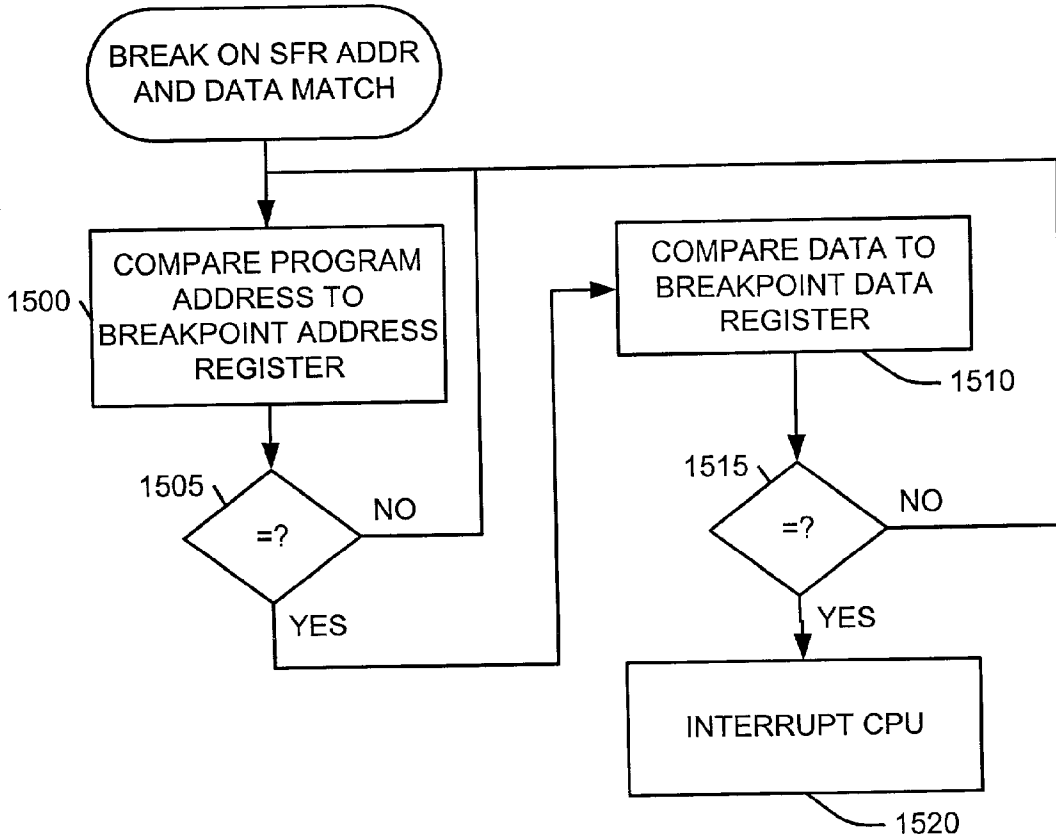 BREAK ON SFR ADDR
AND DATA MATCH
1500
COMPARE PROGRAM
ADDRESS TO
BREAKPOINT ADDRESS
REGISTER
1505
=?
NO
YES
COMPARE DATA TO
BREAKPOINT DATA
REGISTER
1510
1515
=?
NO
YES
INTERRUPT CPU
1520